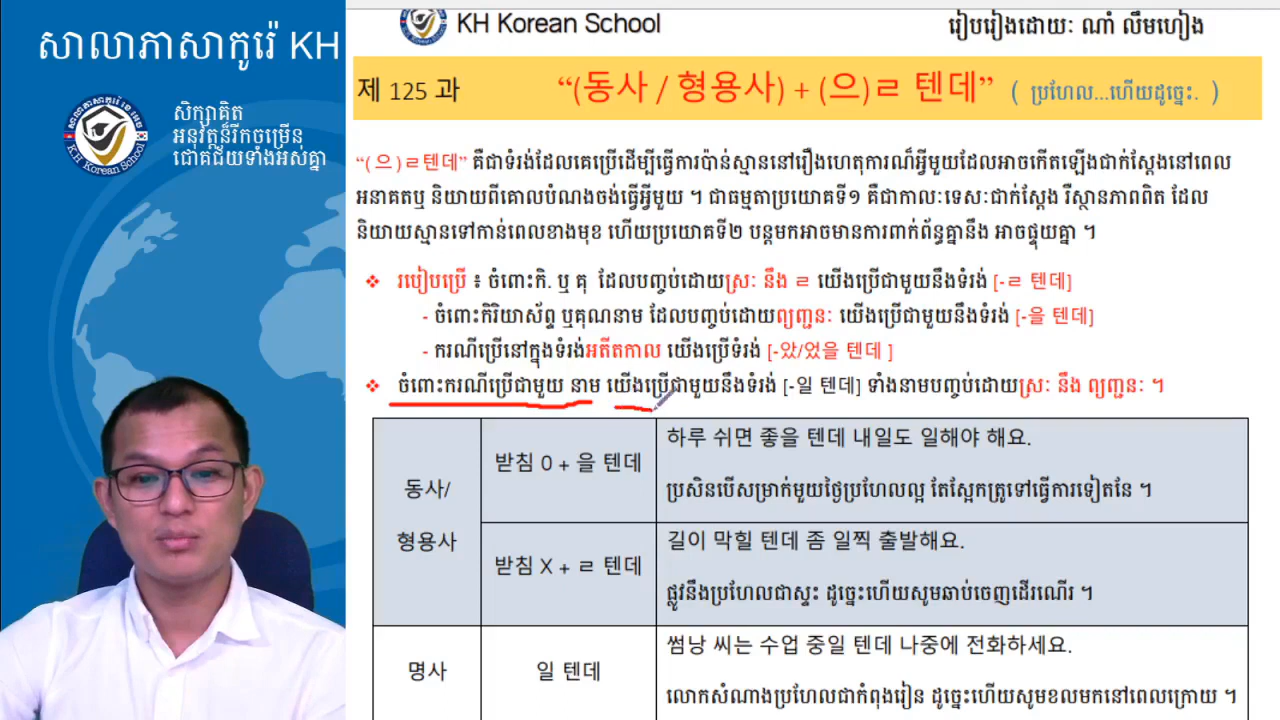 សាលាភាសាកូរ៉េ KH
សិក្សាគិត
អនុវត្តន៍រីកចម្រើន
ជោគជ័យទាំងអស់គ្នា
K.H Korean School
KH Korean School
រៀបរៀងដោយៈ ណាំ លឹមហៀង
제 125 과 “(동사 / 형용사) + (으)ㄹ 텐데” ( ប្រហែល...ហើយដូច្នេះ. )
“(으)ㄹ텐데” គឺជាទំរង់ដែលគេប្រើដើម្បីធ្វើការប៉ាន់ស្មាននៅរឿងហេតុការណ៏អ្វីមួយដែលអាចកើតឡើងជាក់ស្តែងនៅពេល
អនាគតឬ និយាយពីគោលបំណងចង់ធ្វើអ្វីមួយ ។ ជាធម្មតាប្រយោគទី១ គឺជាកាលៈទេសៈជាក់ស្តែង រឺស្ថានភាពពិត ដែល
និយាយស្មានទៅកាន់ពេលខាងមុខ ហើយប្រយោគទី២ បន្តមកអាចមានការពាក់ព័ន្ធគ្នានឹង អាចផ្ទុយគ្នា ។
❖ របៀបប្រើ ៖ ចំពោះកិ. ឬ គុ ដែលបញ្ចប់ដោយស្រៈ នឹង ㄹ យើងប្រើជាមួយនឹងទំរង់ [-ㄹ 텐데]
- ចំពោះកិរិយាស័ព្ទ ឬគុណនាម ដែលបញ្ចប់ដោយព្យញ្ជនៈ យើងប្រើជាមួយនឹងទំរង់ [-을 텐데]
- ករណីប្រើនៅក្នុងទំរង់អតីតកាល យើងប្រើទំរង់ [-았/었을 텐데 ]
❖ ចំពោះករណីប្រើជាមួយ នាម យើងប្រើជាមួយនឹងទំរង់ [-일 텐데] ទាំងនាមបញ្ចប់ដោយស្រៈ នឹង ព្យញ្ជនៈ ។
동사/
형용사
받침 0 + 을 텐데
하루 쉬면 좋을 텐데 내일도 일해야 해요.
ប្រសិនបើសម្រាក់មួយថ្ងៃប្រហែលល្អ តែស្អែកត្រូទៅធ្វើការទៀតនែ ។
받침 X + ㄹ 텐데
길이 막힐 텐데 좀 일찍 출발해요.
ផ្លូវនឹងប្រហែលជាស្ទះ ដូច្នេះហើយសូមឆាប់ចេញដើរណើរ ។
명사
일 텐데
썸낭 씨는 수업 중일 텐데 나중에 전화하세요.
លោកសំណាងប្រហែលជាកំពុងរៀន ដូច្នេះហើយសូមខលមកនៅពេលក្រោយ ។